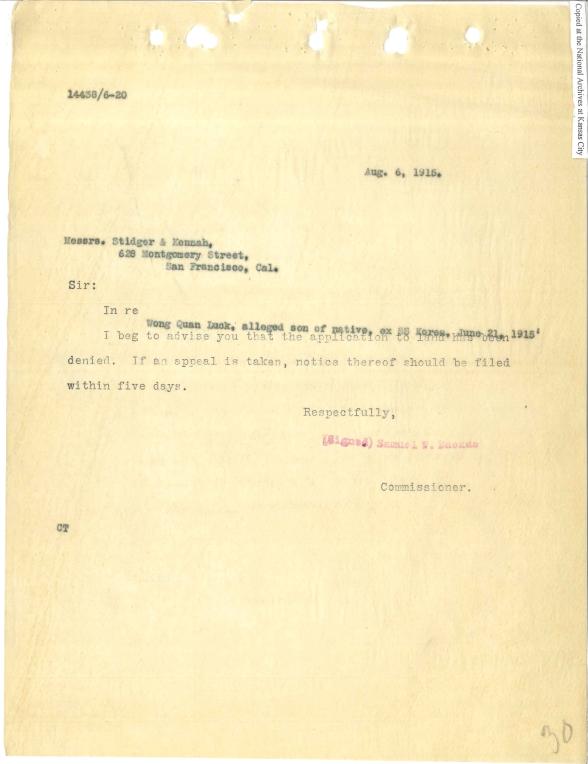 Copied at the National Archives at Kansas City
14438/6-20
Aug. 6, 1915.
Messrs. Stidger & Kennah,
628 Montgomery Street,
San Francisco, Cal.
Sir:
In re
Wong Quan Luck, alleged son of native, ex SS Korea, June 21, 1915
I beg to advise you that the application to land has been
denied. If an appeal is taken, notice thereof should be filed
within five days.
Respectfully,
(Signed) Samuel W. Backus
Commissioner.
CT
30